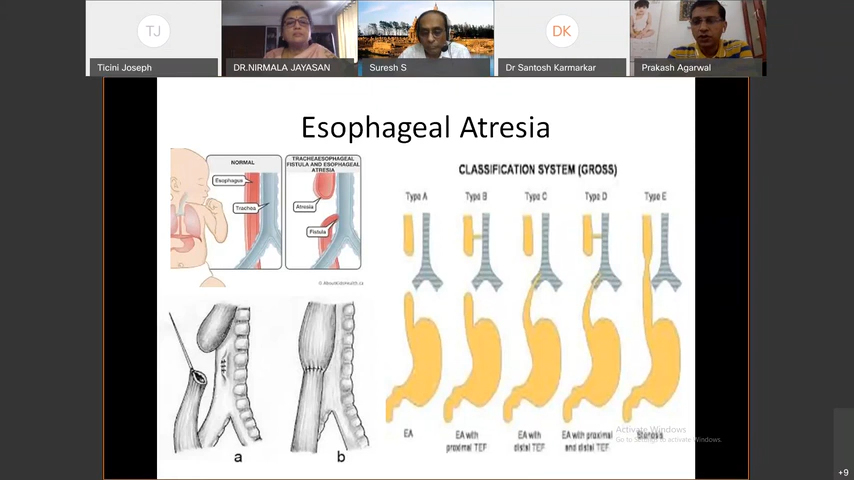 TJ
DK
Ticini Joseph
DR.NIRMALA JAYASAN
Suresh S
Dr Santosh Karmarkar
Prakash Agarwal
Esophageal Atresia
NORMAL
Esophagus
Trachea
TRACHEAESOPHAGEAL
FISTULA AND ESOPHAGEAL
ATRESIA
Atresia
Fistula
© AboutKidsHealth.ca
a
b
CLASSIFICATION SYSTEM (GROSS)
Type A
Type B
Type C
Type D
Type E
EA
EA with
proximal TEF
EA with
distal TEF
EA with proximal
and distal TEF
Stenosis
Activate Windows
Go to Settings to activate Windows.
+9